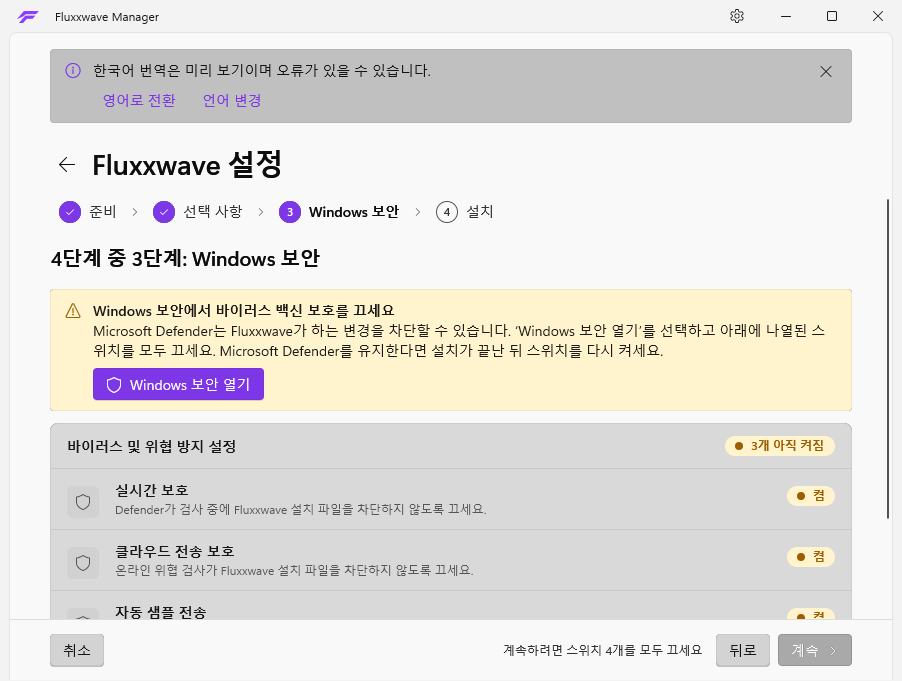 Fluxxwave Manager
한국어 번역은 미리 보기이며 오류가 있을 수 있습니다.
영어로 전환 언어 변경
Fluxxwave 설정
준비 선택 사항 3 Windows 보안 4 설치
4단계 중 3단계: Windows 보안
Windows 보안에서 바이러스 백신 보호를 끄세요
Microsoft Defender는 Fluxxwave가 하는 변경을 차단할 수 있습니다. ‘Windows 보안 열기’를 선택하고 아래에 나열된 스
위치를 모두 끄세요. Microsoft Defender를 유지한다면 설치가 끝난 뒤 스위치를 다시 켜세요.
Windows 보안 열기
바이러스 및 위협 방지 설정 3개 아직 켜짐
실시간 보호 켬
Defender가 검사 중에 Fluxxwave 설치 파일을 차단하지 않도록 끄세요.
클라우드 전송 보호 켬
온라인 위협 검사가 Fluxxwave 설치 파일을 차단하지 않도록 끄세요.
자동 샘플 전송 켬
취소 계속하려면 스위치 4개를 모두 끄세요 뒤로 계속